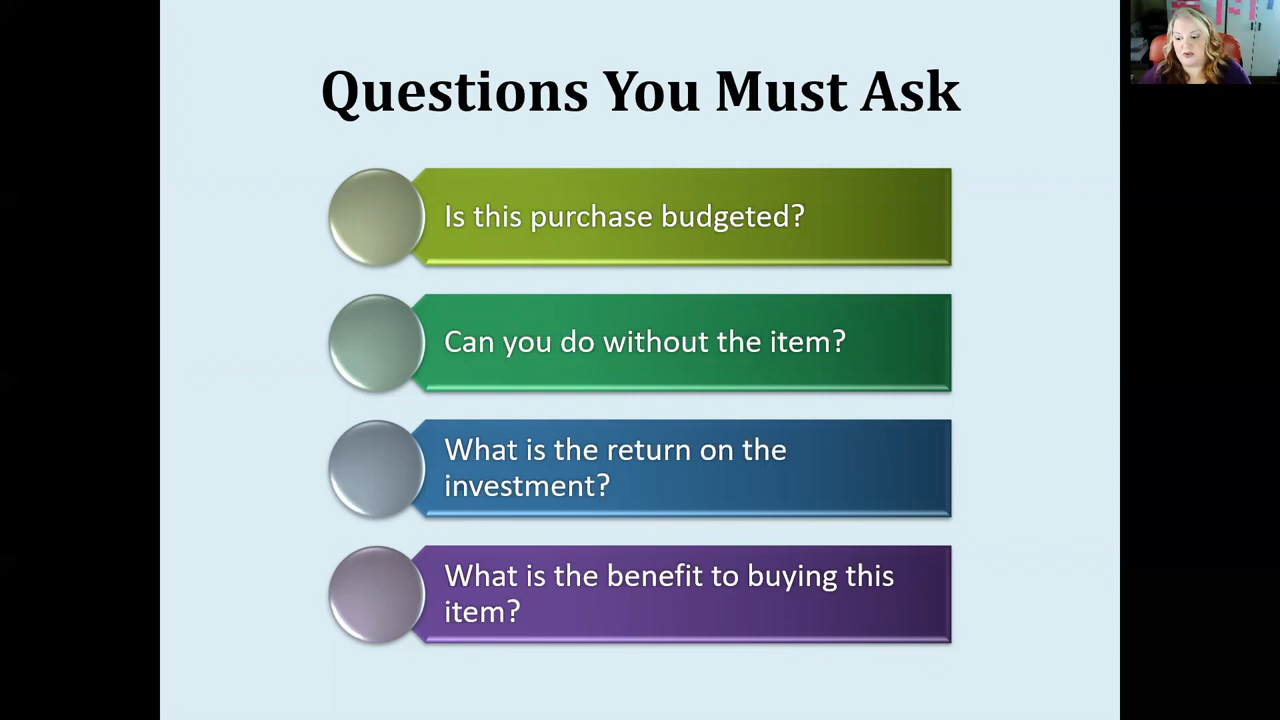 Questions You Must Ask
Is this purchase budgeted?
Can you do without the item?
What is the return on the
investment?
What is the benefit to buying this
item?